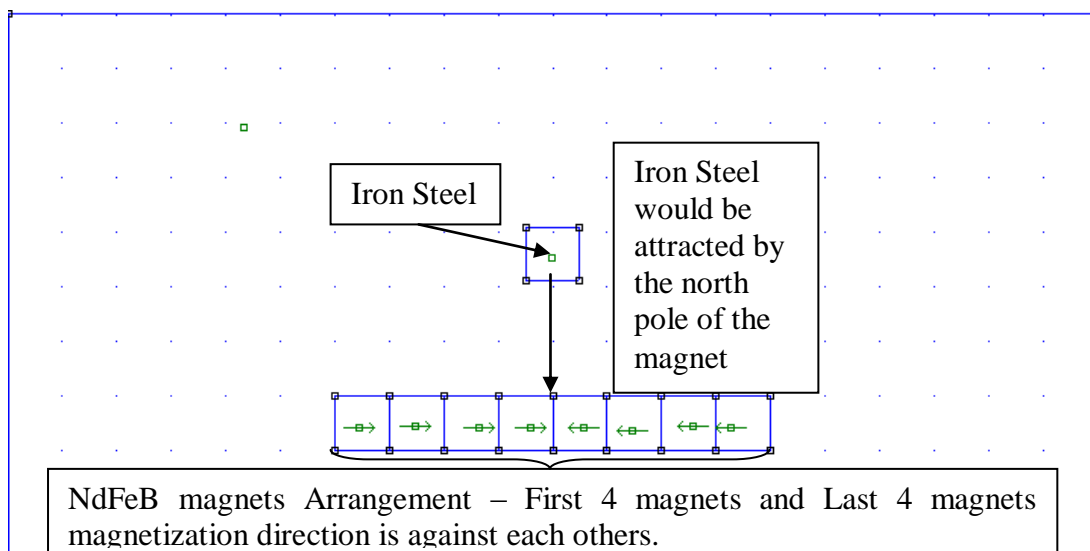 Iron Steel
Iron Steel
would be
attracted by
the north
pole of the
magnet
NdFeB magnets Arrangement – First 4 magnets and Last 4 magnets
magnetization direction is against each others.